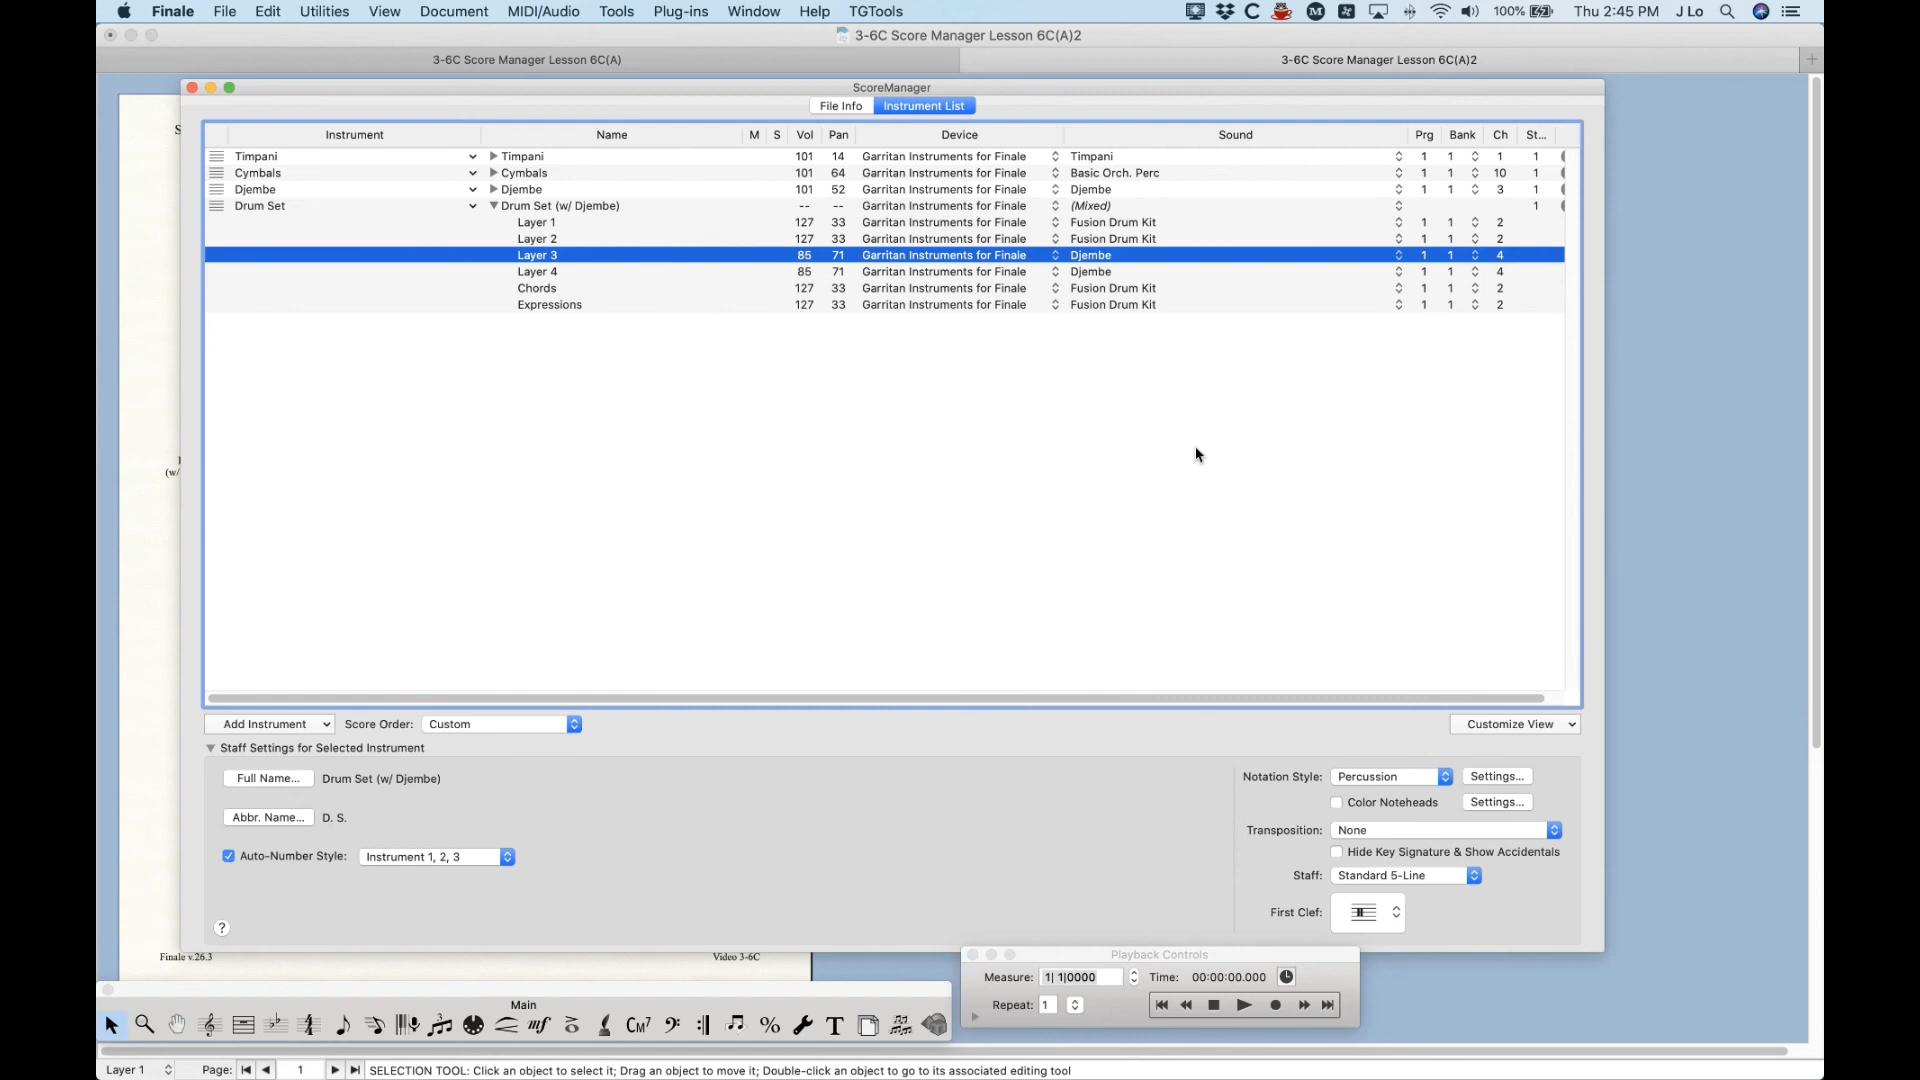 Finale File Edit Utilities View Document MIDI/Audio Tools Plug-ins Window Help TGTools 100% Thu 2:45 PM J Lo
3-6C Score Manager Lesson 6C(A)2
3-6C Score Manager Lesson 6C(A) 3-6C Score Manager Lesson 6C(A)2
ScoreManager
File Info Instrument List
Instrument Name M S Vol Pan Device Sound Prg Bank Ch St...
Timpani Timpani 101 14 Garritan Instruments for Finale Timpani 1 1 1 1
Cymbals Cymbals 101 64 Garritan Instruments for Finale Basic Orch. Perc 1 1 10 1
Djembe Djembe 101 52 Garritan Instruments for Finale Djembe 1 1 3 1
Drum Set Drum Set (w/ Djembe) -- -- Garritan Instruments for Finale (Mixed) 1
Layer 1 127 33 Garritan Instruments for Finale Fusion Drum Kit 1 1 2
Layer 2 127 33 Garritan Instruments for Finale Fusion Drum Kit 1 1 2
Layer 3 85 71 Garritan Instruments for Finale Djembe 1 1 4
Layer 4 85 71 Garritan Instruments for Finale Djembe 1 1 4
Chords 127 33 Garritan Instruments for Finale Fusion Drum Kit 1 1 2
Expressions 127 33 Garritan Instruments for Finale Fusion Drum Kit 1 1 2
(w/
Add Instrument Score Order: Custom Customize View
Staff Settings for Selected Instrument
Full Name... Drum Set (w/ Djembe) Notation Style: Percussion Settings...
Color Noteheads Settings...
Abbr. Name... D. S.
Transposition: None
Hide Key Signature & Show Accidentals
Auto-Number Style: Instrument 1, 2, 3
Staff: Standard 5-Line
First Clef:
?
Finale v.26.3 Video 3-6C
Playback Controls
Measure: 1| 1|0000 Time: 00:00:00.000
Repeat: 1
Main
mf CM7 % T
Layer 1 Page: 1 SELECTION TOOL: Click an object to select it; Drag an object to move it; Double-click an object to go to its associated editing tool